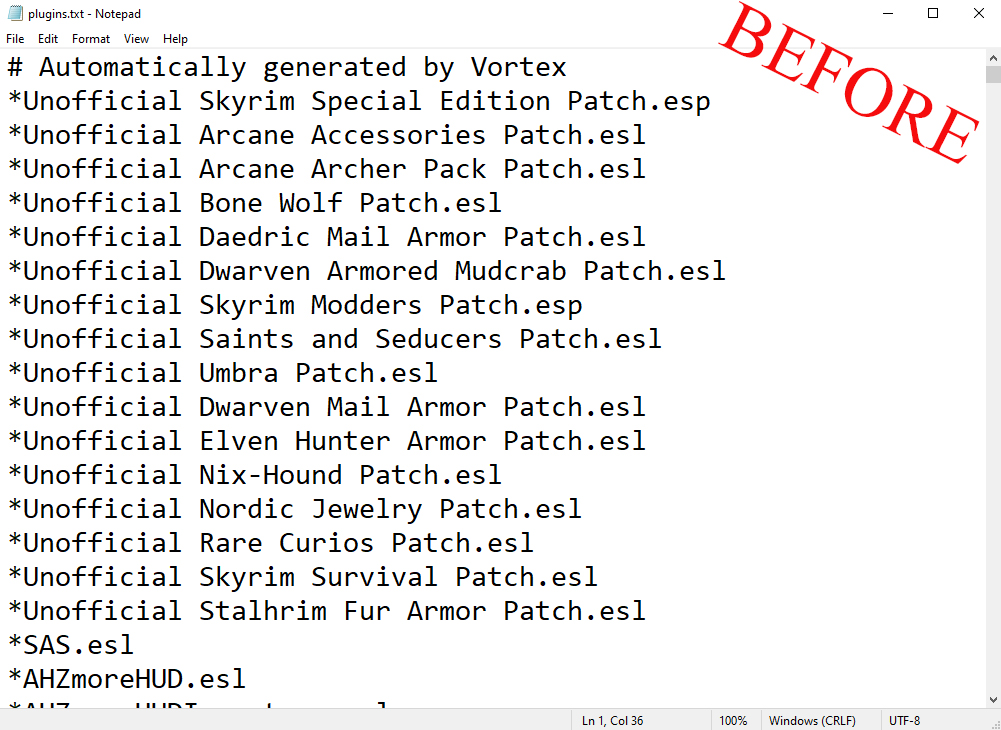 plugins.txt - Notepad
File Edit Format View Help
BEFORE
# Automatically generated by Vortex
*Unofficial Skyrim Special Edition Patch.esp
*Unofficial Arcane Accessories Patch.esl
*Unofficial Arcane Archer Pack Patch.esl
*Unofficial Bone Wolf Patch.esl
*Unofficial Daedric Mail Armor Patch.esl
*Unofficial Dwarven Armored Mudcrab Patch.esl
*Unofficial Skyrim Modders Patch.esp
*Unofficial Saints and Seducers Patch.esl
*Unofficial Umbra Patch.esl
*Unofficial Dwarven Mail Armor Patch.esl
*Unofficial Elven Hunter Armor Patch.esl
*Unofficial Nix-Hound Patch.esl
*Unofficial Nordic Jewelry Patch.esl
*Unofficial Rare Curios Patch.esl
*Unofficial Skyrim Survival Patch.esl
*Unofficial Stalhrim Fur Armor Patch.esl
*SAS.esl
*AHZmoreHUD.esl
Ln 1, Col 36 100% Windows (CRLF) UTF-8